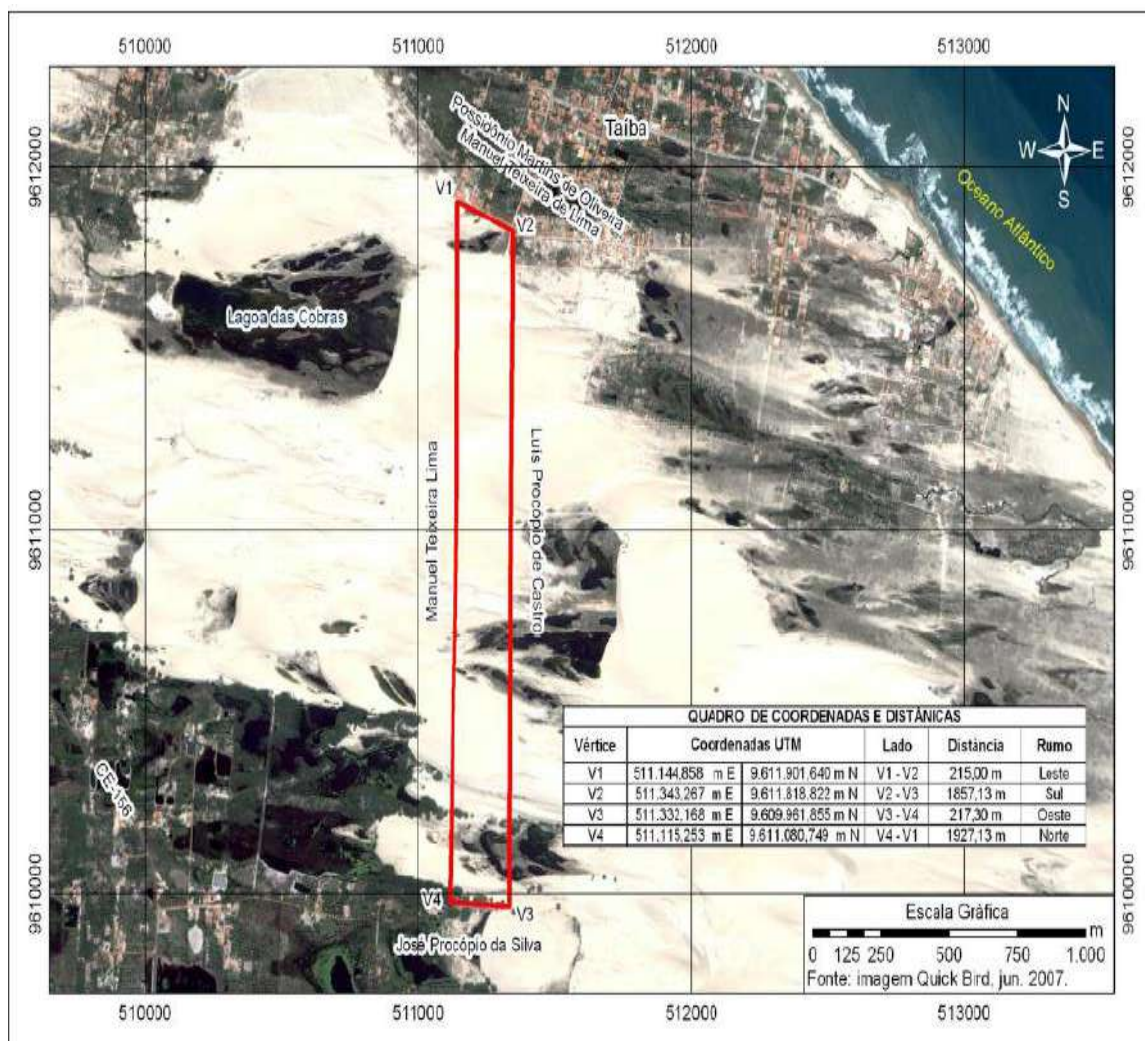 510000 511000 512000 513000
Possidônio Martins de Oliveira
Manuel Teixeira de Lima
Taíba
N
W E
S
9612000
9612000
V1
V2
Oceano Atlântico
Lagoa das Cobras
Manuel Teixeira Lima
Luís Procópio de Castro
9611000
9611000
QUADRO DE COORDENADAS E DISTÂNICAS
Vértice Coordenadas UTM Lado Distância Rumo
V1 511.144,858 m E 9.611.901,640 m N V1 - V2 215,00 m Leste
V2 511.343,267 m E 9.611.818,822 m N V2 - V3 1857,13 m Sul
V3 511.332,168 m E 9.609.961,855 m N V3 - V4 217,30 m Oeste
V4 511.115,253 m E 9.611.080,749 m N V4 - V1 1927,13 m Norte
CE-156
9610000
9610000
V4
V3
José Procópio da Silva
Escala Gráfica
m
0 125 250 500 750 1.000
Fonte: imagem Quick Bird, jun. 2007.
510000 511000 512000 513000